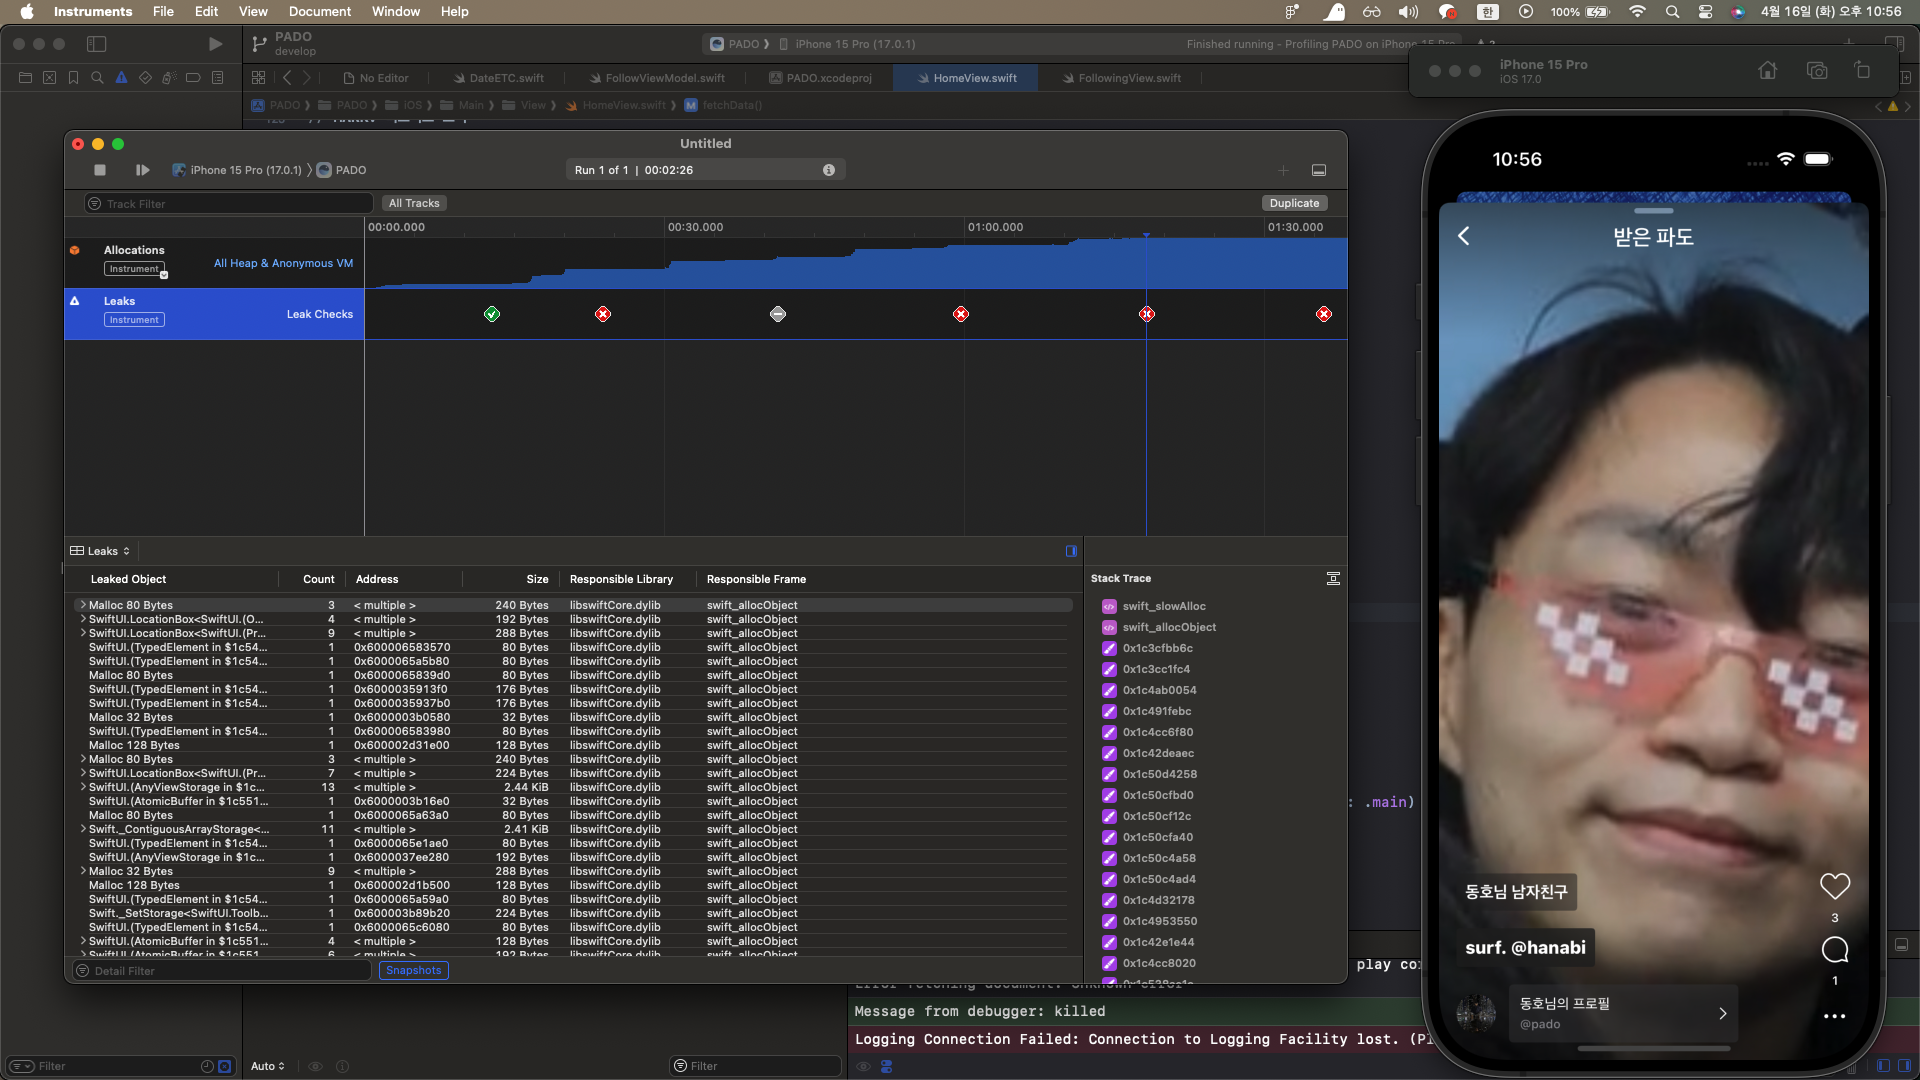 Instruments File Edit View Document Window Help
한 100% 4월 16일 (화) 오후 10:56
PADO
develop
PADO iPhone 15 Pro (17.0.1) Finished running - Profiling PADO on iPhone 15 Pro
No Editor DateETC.swift FollowViewModel.swift PADO.xcodeproj HomeView.swift FollowingView.swift
PADO PADO iOS Main View HomeView.swift M fetchData()
Untitled
iPhone 15 Pro (17.0.1) PADO
Run 1 of 1 | 00:02:26
Track Filter All Tracks Duplicate
00:00.000 00:30.000 01:00.000 01:30.000
Allocations
Instrument
All Heap & Anonymous VM
Leaks
Instrument
Leak Checks
Leaks
Leaked Object Count Address Size Responsible Library Responsible Frame
Malloc 80 Bytes 3 < multiple > 240 Bytes libswiftCore.dylib swift_allocObject
SwiftUI.LocationBox<SwiftUI.(O... 4 < multiple > 192 Bytes libswiftCore.dylib swift_allocObject
SwiftUI.LocationBox<SwiftUI.(Pr... 9 < multiple > 288 Bytes libswiftCore.dylib swift_allocObject
SwiftUI.(TypedElement in $1c54... 1 0x600006583570 80 Bytes libswiftCore.dylib swift_allocObject
SwiftUI.(TypedElement in $1c54... 1 0x6000065a5b80 80 Bytes libswiftCore.dylib swift_allocObject
Malloc 80 Bytes 1 0x6000065839d0 80 Bytes libswiftCore.dylib swift_allocObject
SwiftUI.(TypedElement in $1c54... 1 0x6000035913f0 176 Bytes libswiftCore.dylib swift_allocObject
SwiftUI.(TypedElement in $1c54... 1 0x6000035937b0 176 Bytes libswiftCore.dylib swift_allocObject
Malloc 32 Bytes 1 0x6000003b0580 32 Bytes libswiftCore.dylib swift_allocObject
SwiftUI.(TypedElement in $1c54... 1 0x600006583980 80 Bytes libswiftCore.dylib swift_allocObject
Malloc 128 Bytes 1 0x600002d31e00 128 Bytes libswiftCore.dylib swift_allocObject
Malloc 80 Bytes 3 < multiple > 240 Bytes libswiftCore.dylib swift_allocObject
SwiftUI.LocationBox<SwiftUI.(Pr... 7 < multiple > 224 Bytes libswiftCore.dylib swift_allocObject
SwiftUI.(AnyViewStorage in $1c... 13 < multiple > 2.44 KiB libswiftCore.dylib swift_allocObject
SwiftUI.(AtomicBuffer in $1c551... 1 0x6000003b16e0 32 Bytes libswiftCore.dylib swift_allocObject
Malloc 80 Bytes 1 0x6000065a63a0 80 Bytes libswiftCore.dylib swift_allocObject
Swift._ContiguousArrayStorage<... 11 < multiple > 2.41 KiB libswiftCore.dylib swift_allocObject
SwiftUI.(TypedElement in $1c54... 1 0x6000065e1ae0 80 Bytes libswiftCore.dylib swift_allocObject
SwiftUI.(AnyViewStorage in $1c... 1 0x6000037ee280 192 Bytes libswiftCore.dylib swift_allocObject
Malloc 32 Bytes 9 < multiple > 288 Bytes libswiftCore.dylib swift_allocObject
Malloc 128 Bytes 1 0x600002d1b500 128 Bytes libswiftCore.dylib swift_allocObject
SwiftUI.(TypedElement in $1c54... 1 0x6000065a59a0 80 Bytes libswiftCore.dylib swift_allocObject
Swift._SetStorage<SwiftUI.Toolb... 1 0x600003b89b20 224 Bytes libswiftCore.dylib swift_allocObject
SwiftUI.(TypedElement in $1c54... 1 0x6000065c6080 80 Bytes libswiftCore.dylib swift_allocObject
SwiftUI.(AtomicBuffer in $1c551... 4 < multiple > 128 Bytes libswiftCore.dylib swift_allocObject
SwiftUI.(AtomicBuffer in $1c551... 6 < multiple > 192 Bytes libswiftCore.dylib swift_allocObject
Detail Filter Snapshots
Stack Trace
swift_slowAlloc
swift_allocObject
0x1c3cfbb6c
0x1c3cc1fc4
0x1c4ab0054
0x1c491febc
0x1c4cc6f80
0x1c42deaec
0x1c50d4258
0x1c50cfbd0
0x1c50cf12c
0x1c50cfa40
0x1c50c4a58
0x1c50c4ad4
0x1c4d32178
0x1c4953550
0x1c42e1e44
0x1c4cc8020
: .main)
play co
Error fetching document: Unknown error
Message from debugger: killed
Logging Connection Failed: Connection to Logging Facility lost. (Pl
Filter Auto Filter
iPhone 15 Pro
iOS 17.0
10:56
받은 파도
동호님 남자친구
3
surf. @hanabi
1
동호님의 프로필
@pado